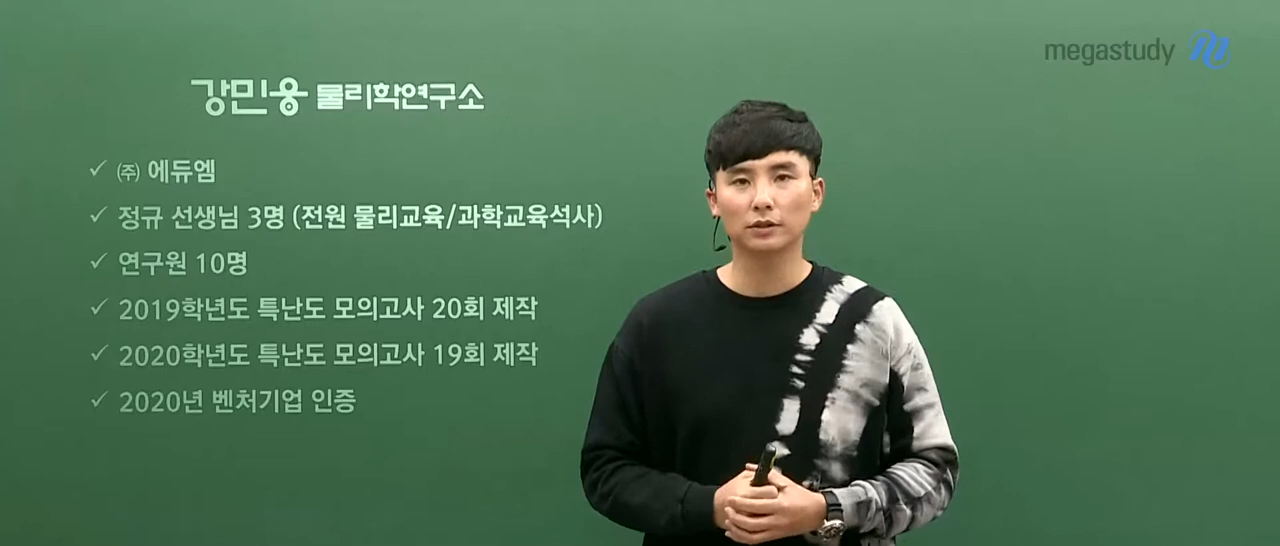 megastudy M
강민웅 물리학연구소
✓ ㈜ 에듀엠
✓ 정규 선생님 3명 (전원 물리교육/과학교육석사)
✓ 연구원 10명
✓ 2019학년도 특난도 모의고사 20회 제작
✓ 2020학년도 특난도 모의고사 19회 제작
✓ 2020년 벤처기업 인증